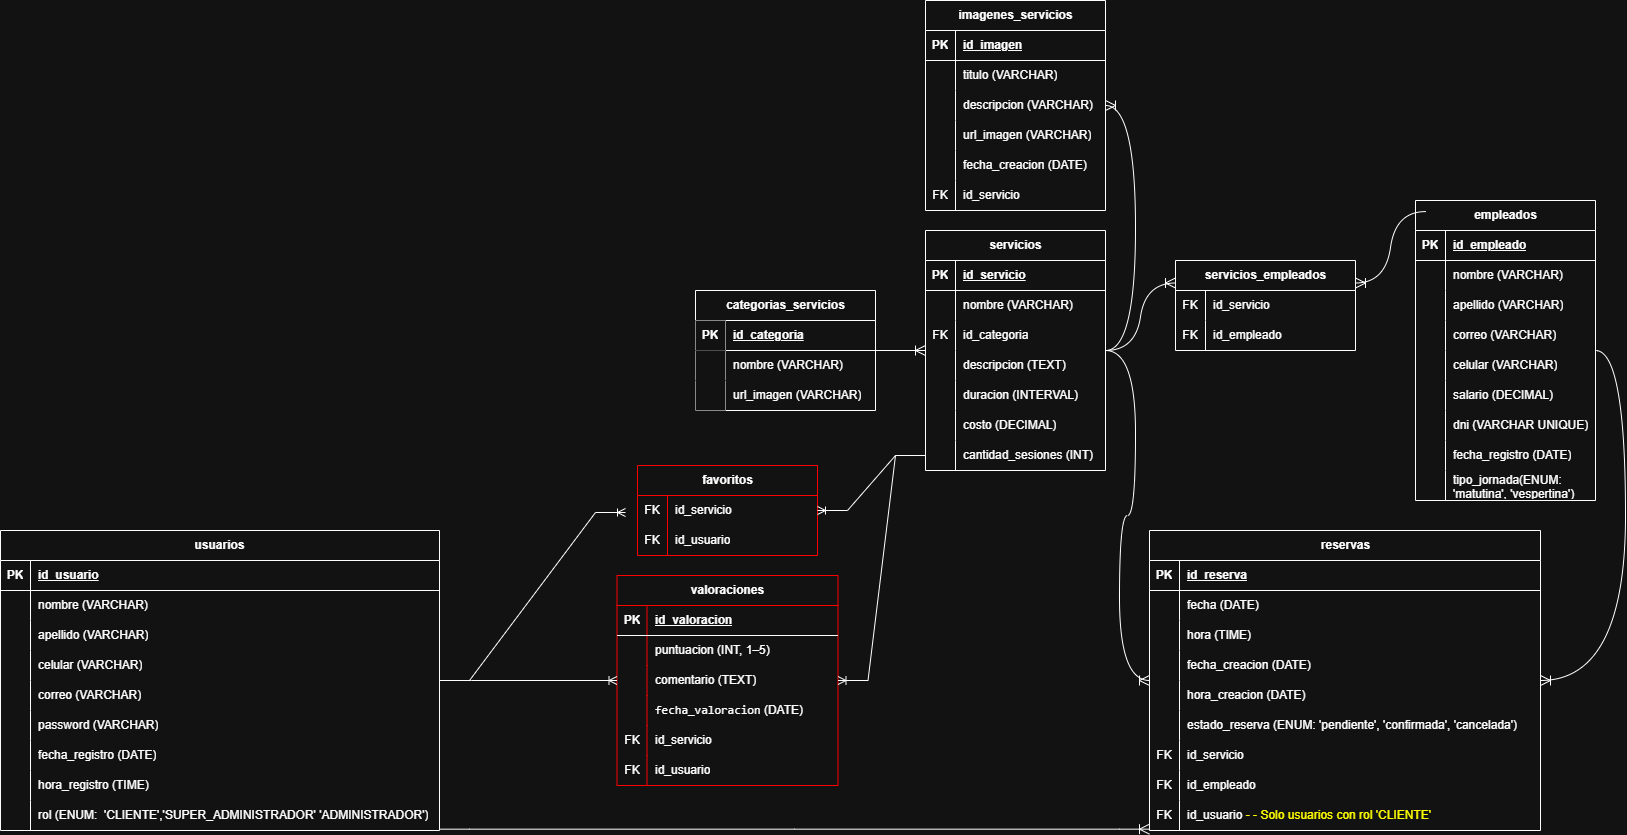 imagenes_servicios
PK id_imagen
titulo (VARCHAR)
descripcion (VARCHAR)
url_imagen (VARCHAR)
fecha_creacion (DATE)
FK id_servicio
servicios
PK id_servicio
nombre (VARCHAR)
FK id_categoria
descripcion (TEXT)
duracion (INTERVAL)
costo (DECIMAL)
cantidad_sesiones (INT)
servicios_empleados
FK id_servicio
FK id_empleado
empleados
PK id_empleado
nombre (VARCHAR)
apellido (VARCHAR)
correo (VARCHAR)
celular (VARCHAR)
salario (DECIMAL)
dni (VARCHAR UNIQUE)
fecha_registro (DATE)
tipo_jornada(ENUM:
'matutina', 'vespertina')
categorias_servicios
PK id_categoria
nombre (VARCHAR)
url_imagen (VARCHAR)
favoritos
FK id_servicio
FK id_usuario
usuarios
PK id_usuario
nombre (VARCHAR)
apellido (VARCHAR)
celular (VARCHAR)
correo (VARCHAR)
password (VARCHAR)
fecha_registro (DATE)
hora_registro (TIME)
rol (ENUM: 'CLIENTE','SUPER_ADMINISTRADOR' 'ADMINISTRADOR')
valoraciones
PK id_valoracion
puntuacion (INT, 1–5)
comentario (TEXT)
fecha_valoracion (DATE)
FK id_servicio
FK id_usuario
reservas
PK id_reserva
fecha (DATE)
hora (TIME)
fecha_creacion (DATE)
hora_creacion (DATE)
estado_reserva (ENUM: 'pendiente', 'confirmada', 'cancelada')
FK id_servicio
FK id_empleado
FK id_usuario - - Solo usuarios con rol 'CLIENTE'